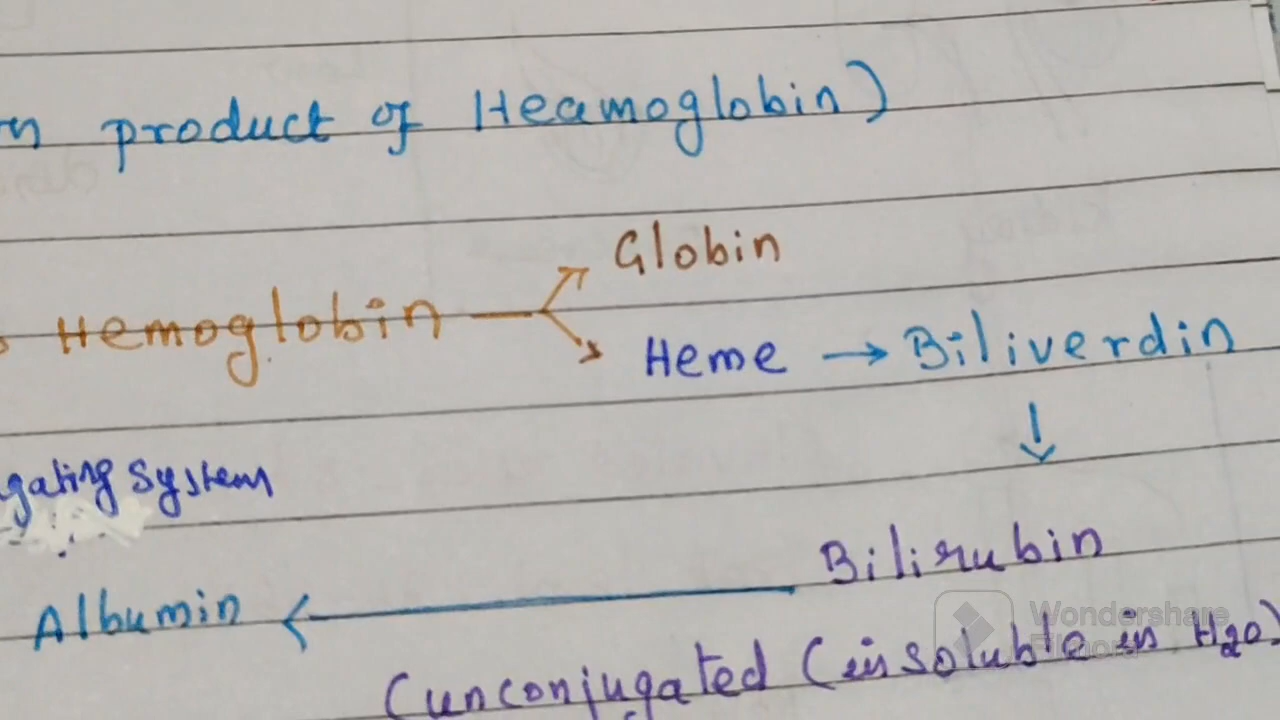 product of Heamoglobin)
Globin
Hemoglobin
Heme → Biliverdin
↓
gating system
Bilirubin
Albumin ←
(unconjugated (insoluble in H2O)
Wondershare
Filmora